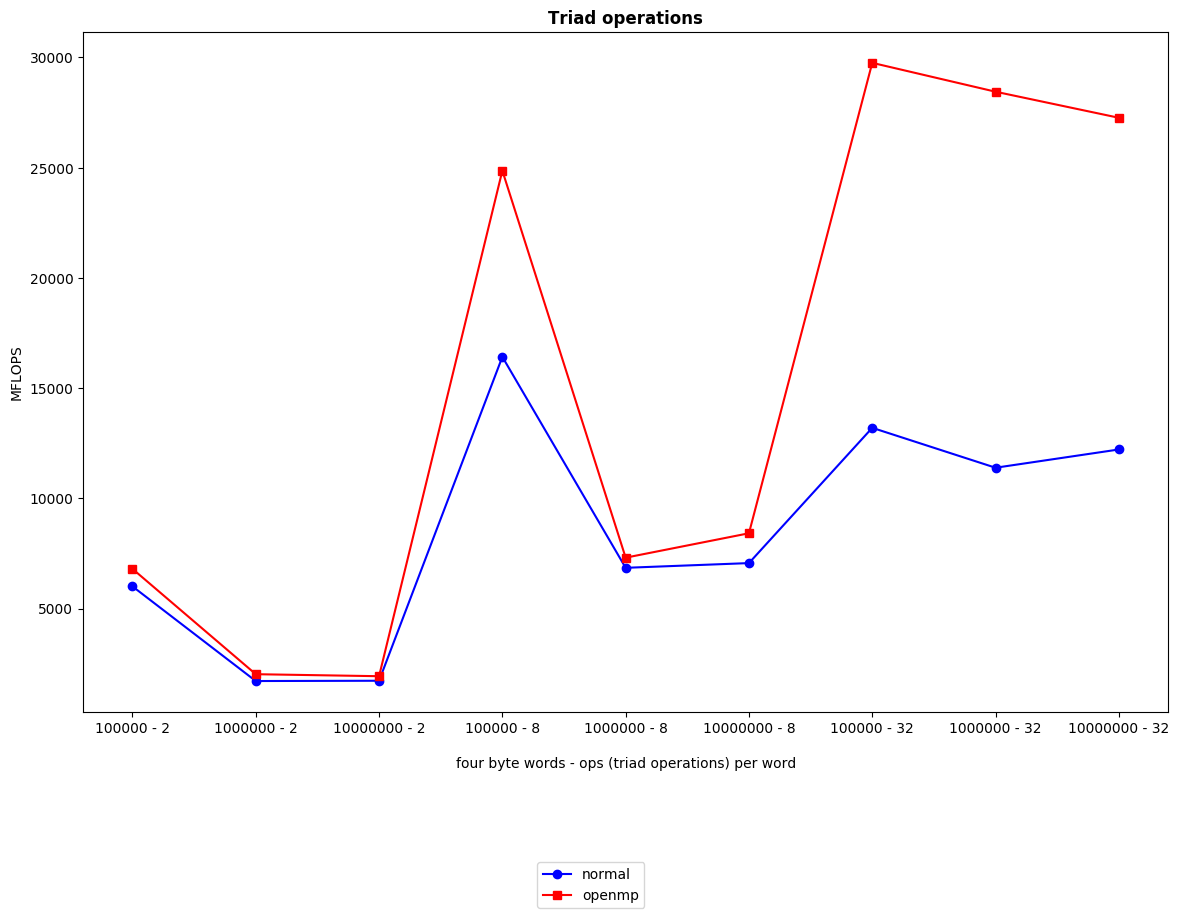 Triad operations
30000
25000
20000
15000
10000
5000
MFLOPS
100000 - 2 1000000 - 2 10000000 - 2 100000 - 8 1000000 - 8 10000000 - 8 100000 - 32 1000000 - 32 10000000 - 32
four byte words - ops (triad operations) per word
normal
openmp